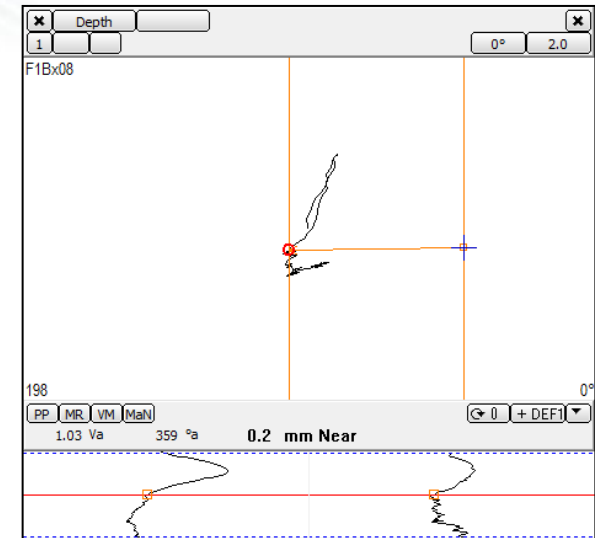 Depth
1 0° 2.0
F1Bx08
198 0°
PP MR VM MaN 0 + DEF1
1.03 Va 359 °a 0.2 mm Near